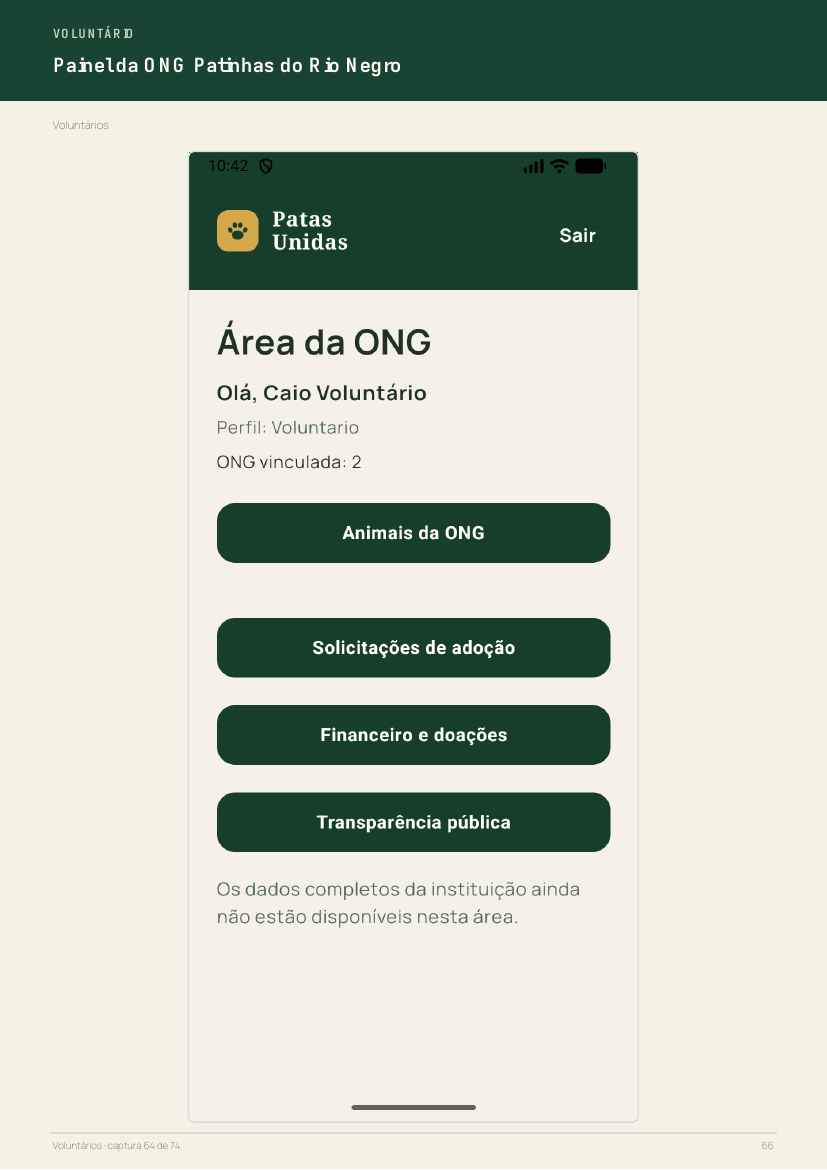 VOLUNTÁRIO
Painel da ONG Patinhas do Rio Negro
Voluntários
10:42
Patas
Unidas
Sair
Área da ONG
Olá, Caio Voluntário
Perfil: Voluntario
ONG vinculada: 2
Animais da ONG
Solicitações de adoção
Financeiro e doações
Transparência pública
Os dados completos da instituição ainda
não estão disponíveis nesta área.
Voluntários · captura 64 de 74
66